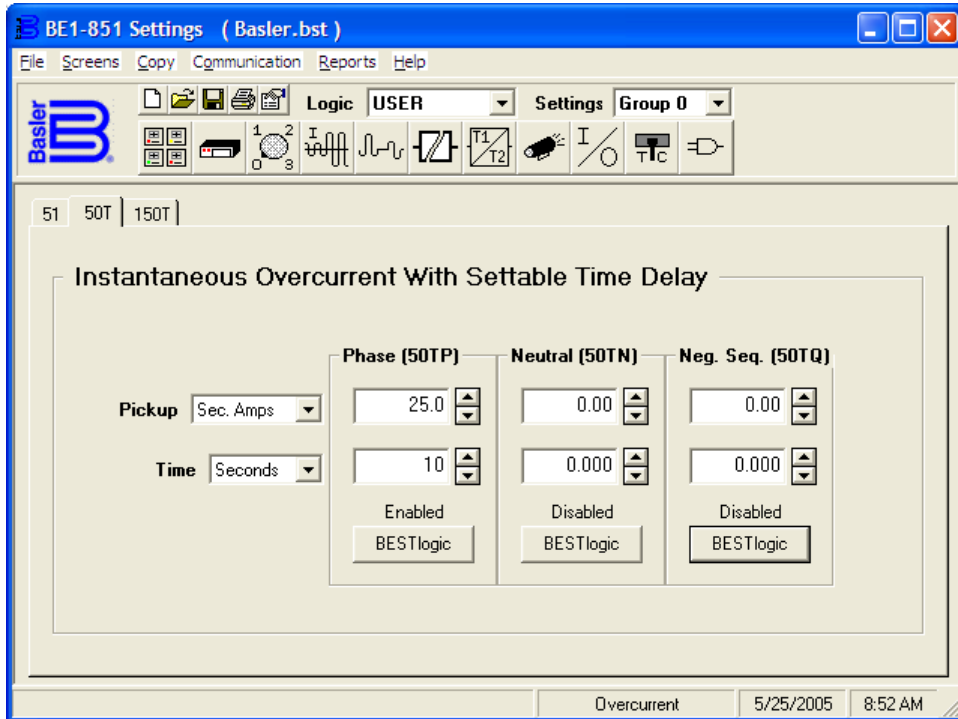 BE1-851 Settings ( Basler.bst )
File Screens Copy Communication Reports Help
Basler B Logic USER Settings Group 0
1 2 0 3 I T1 T2 I O T C
51 50T 150T
Instantaneous Overcurrent With Settable Time Delay
Phase (50TP) Neutral (50TN) Neg. Seq. (50TQ)
Pickup Sec. Amps 25.0 0.00 0.00
Time Seconds 10 0.000 0.000
Enabled Disabled Disabled
BESTlogic BESTlogic BESTlogic
Overcurrent 5/25/2005 8:52 AM